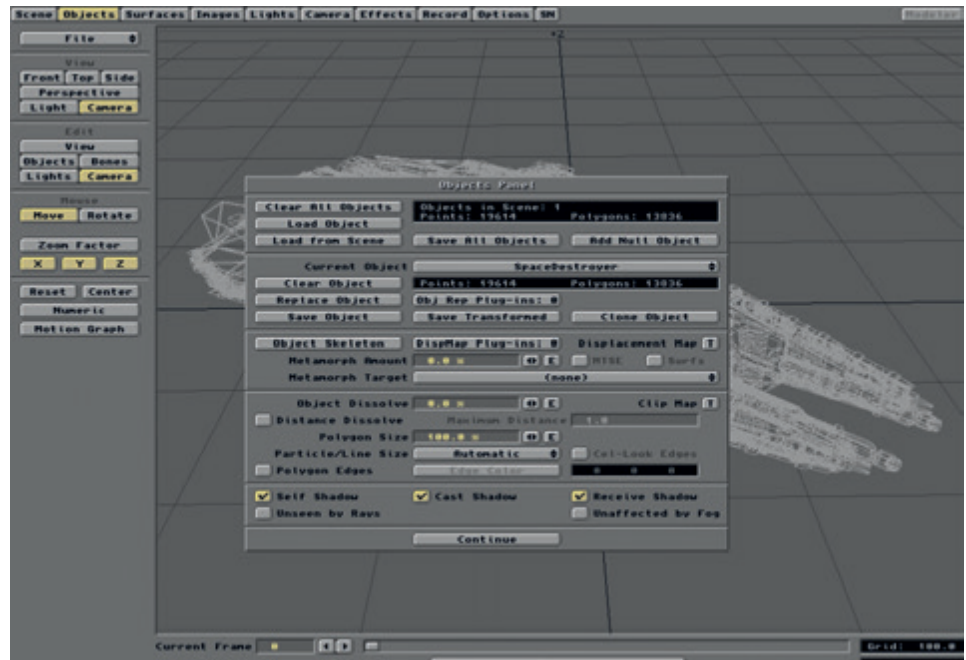 Scene Objects Surfaces Images Lights Camera Effects Record Options SN Modeler
File
View
Front Top Side
Perspective
Light Camera
Edit
View
Objects Bones
Lights Camera
Mouse
Move Rotate
Zoom Factor
X Y Z
Reset Center
Numeric
Motion Graph
+Z
Objects Panel
Clear All Objects
Objects in Scene: 1
Points: 19614 Polygons: 13836
Load Object
Load from Scene Save All Objects Add Null Object
Current Object SpaceDestroyer
Clear Object Points: 19614 Polygons: 13836
Replace Object Obj Rep Plug-ins: 0
Save Object Save Transformed Clone Object
Object Skeleton DispMap Plug-ins: 0 Displacement Map T
Metamorph Amount 0.0 % E MTSE Surfs
Metamorph Target (none)
Object Dissolve 0.0 % E Clip Map T
Distance Dissolve Maximum Distance 1.0
Polygon Size 100.0 % E
Particle/Line Size Automatic Cel-Look Edges
Polygon Edges Edge Color 0 0 0
Self Shadow Cast Shadow Receive Shadow
Unseen by Rays Unaffected by Fog
Continue
Current Frame 0 Grid: 100.0